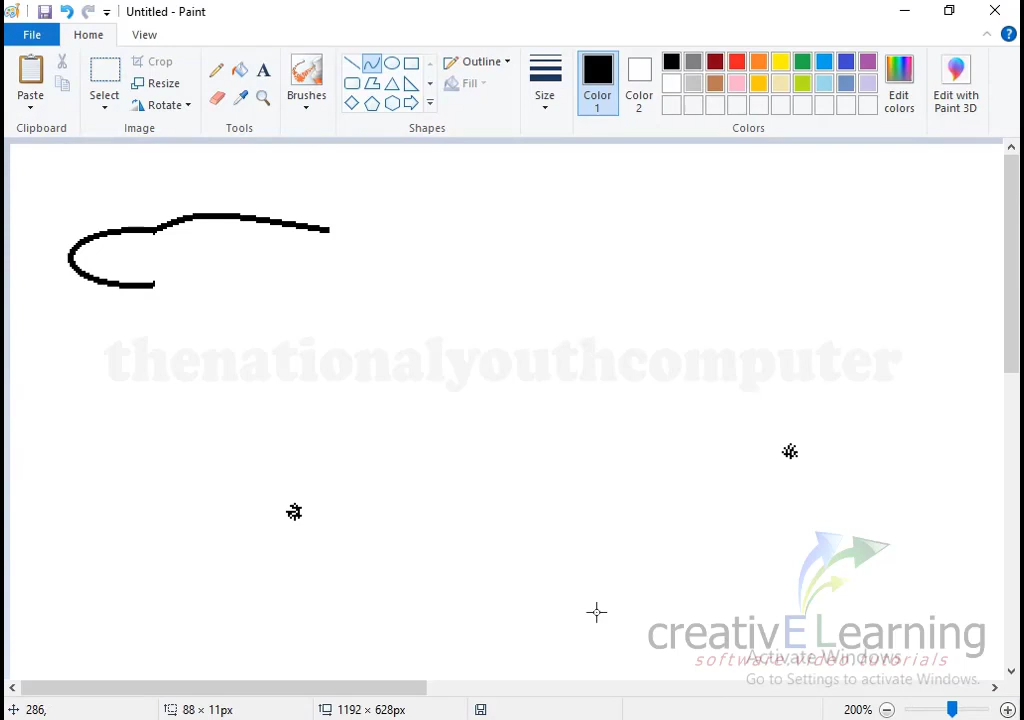 Untitled - Paint
File Home View
Paste
Clipboard
Select
Crop
Resize
Rotate
Image
Tools
Brushes
Outline
Fill
Shapes
Size
Color 1
Color 2
Edit colors
Colors
Edit with Paint 3D
thenationalyouthcomputer
creativELearning
software.video.tutorials
Activate Windows
Go to Settings to activate Windows.
286,
88 × 11px
1192 × 628px
200%